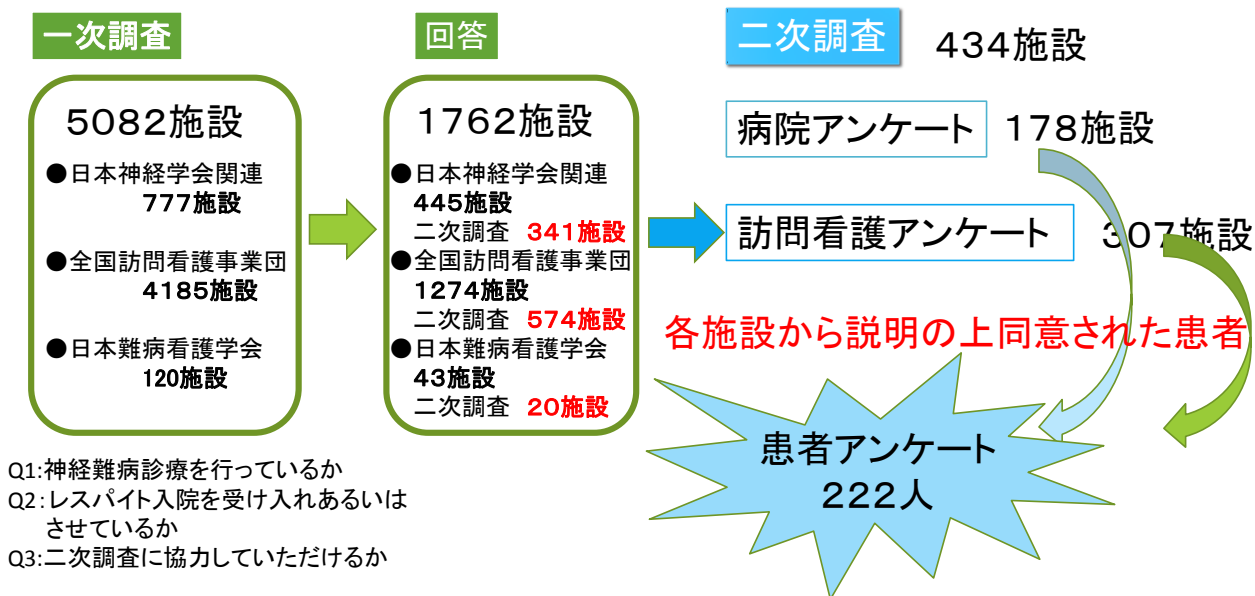 一次調査
5082施設
●日本神経学会関連
777施設
●全国訪問看護事業団
4185施設
●日本難病看護学会
120施設
Q1:神経難病診療を行っているか
Q2:レスパイト入院を受け入れあるいは
させているか
Q3:二次調査に協力していただけるか
回答
1762施設
●日本神経学会関連
445施設
二次調査 341施設
●全国訪問看護事業団
1274施設
二次調査 574施設
●日本難病看護学会
43施設
二次調査 20施設
二次調査 434施設
病院アンケート 178施設
訪問看護アンケート 307施設
各施設から説明の上同意された患者
患者アンケート
222人